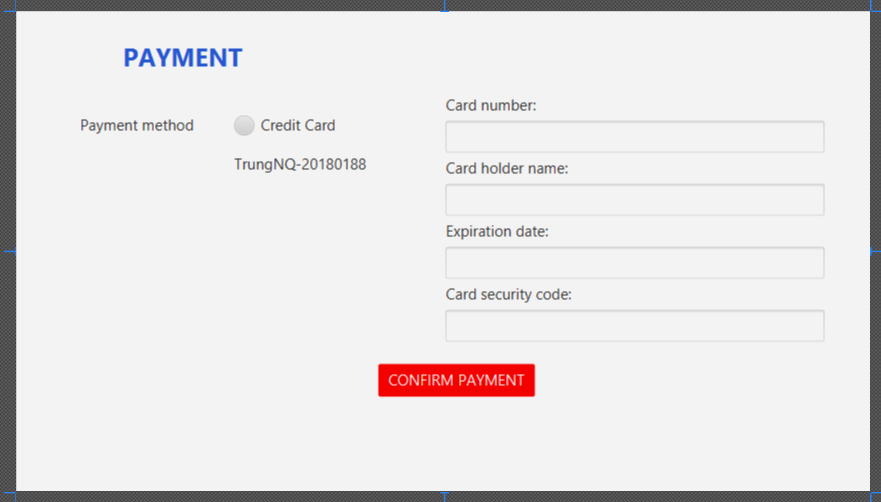 PAYMENT
Payment method
Credit Card
TrungNQ-20180188
Card number:
Card holder name:
Expiration date:
Card security code:
CONFIRM PAYMENT